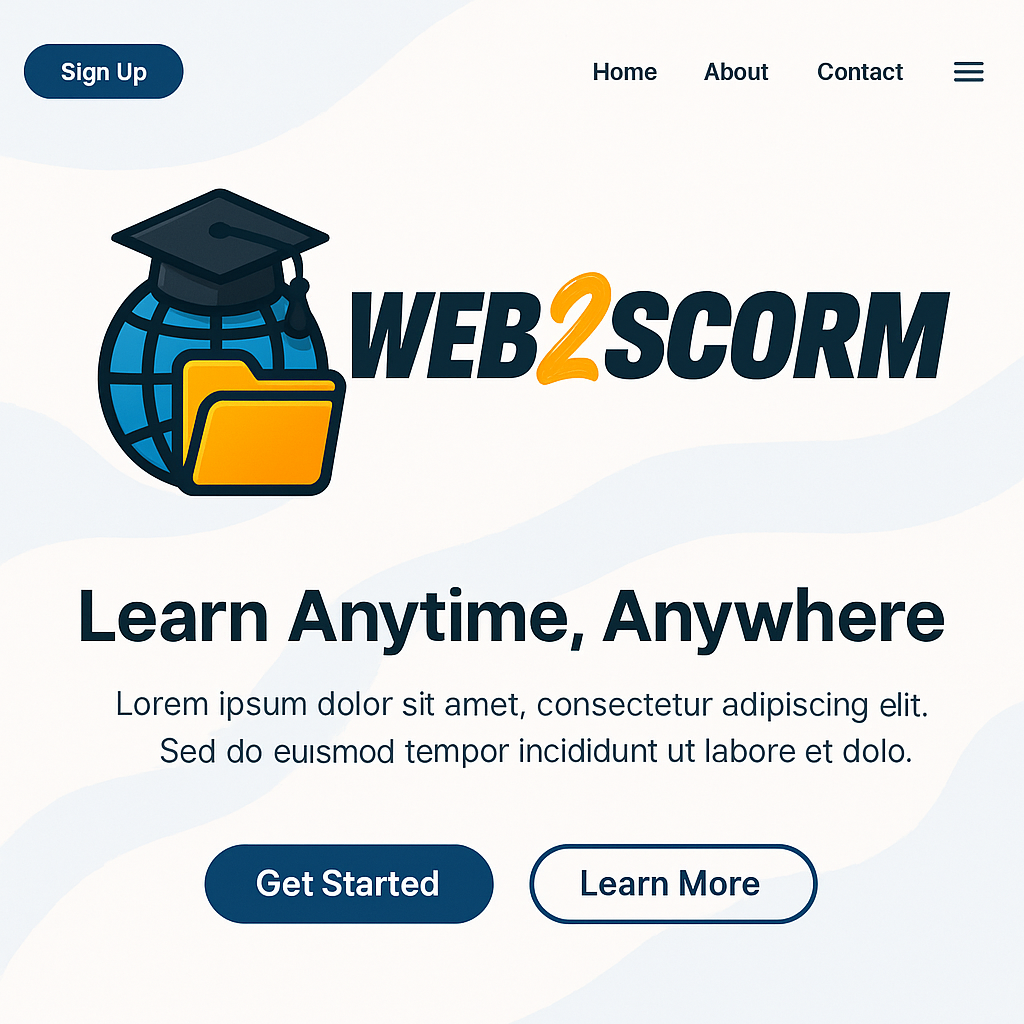 Sign Up
Home
About
Contact
WEB2SCORM
Learn Anytime, Anywhere
Lorem ipsum dolor sit amet, consectetur adipiscing elit.
Sed do euısmod tempor incididunt ut labore et dolo.
Get Started
Learn More